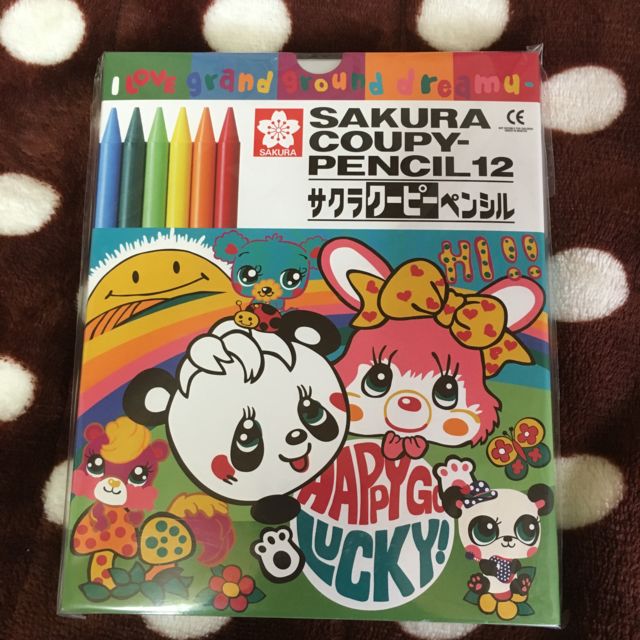 I LOVE grand ground dreamu-
SAKURA
COUPY-
PENCIL 12
サクラクーピーペンシル
SAKURA
CE
HI!!
HAPPY GO
LUCKY!